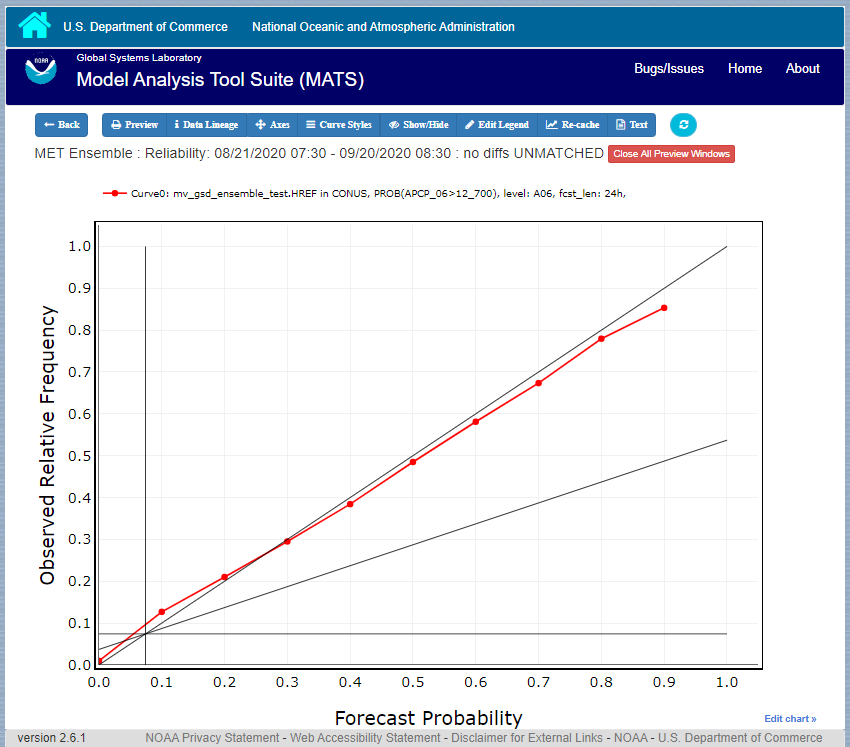 U.S. Department of Commerce National Oceanic and Atmospheric Administration
NOAA
Global Systems Laboratory
Model Analysis Tool Suite (MATS)
Bugs/Issues Home About
Back Preview Data Lineage Axes Curve Styles Show/Hide Edit Legend Re-cache Text
MET Ensemble : Reliability: 08/21/2020 07:30 - 09/20/2020 08:30 : no diffs UNMATCHED Close All Preview Windows
Curve0: mv_gsd_ensemble_test.HREF in CONUS, PROB(APCP_06>12_700), level: A06, fcst_len: 24h,
Observed Relative Frequency
1.0
0.9
0.8
0.7
0.6
0.5
0.4
0.3
0.2
0.1
0.0
0.0 0.1 0.2 0.3 0.4 0.5 0.6 0.7 0.8 0.9 1.0
Forecast Probability
Edit chart »
version 2.6.1 NOAA Privacy Statement - Web Accessibility Statement - Disclaimer for External Links - NOAA - U.S. Department of Commerce